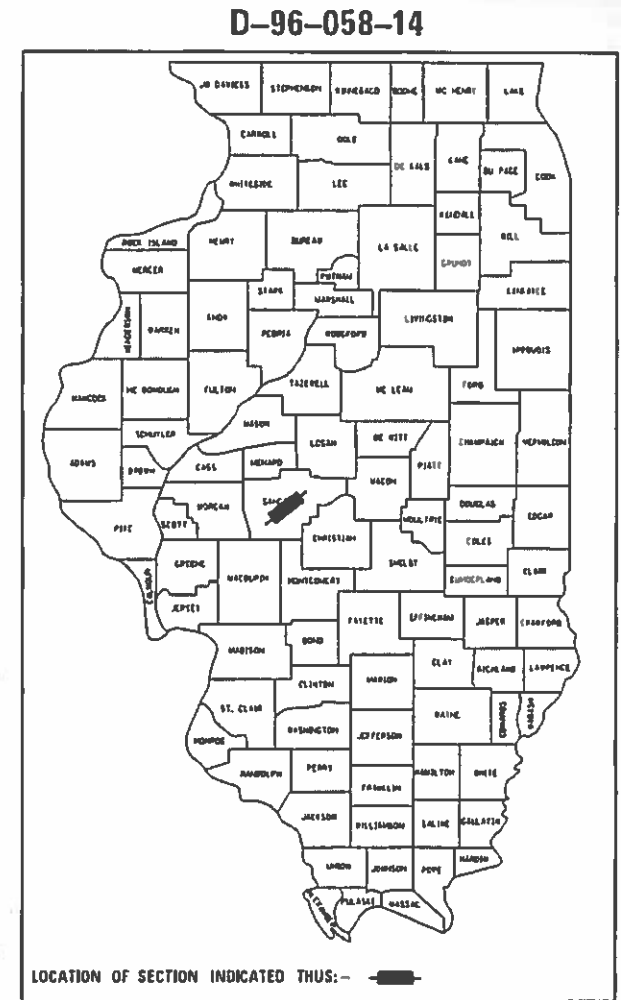 D-96-058-14
JO DAVIESS STEPHENSON WINNEBAGO BOONE MC HENRY LAKE
CARROLL OGLE DE KALB KANE DU PAGE COOK
WHITESIDE LEE KENDALL WILL
ROCK ISLAND HENRY BUREAU LA SALLE GRUNDY
MERCER STARK PUTNAM MARSHALL KANKAKEE
HENDERSON WARREN KNOX PEORIA WOODFORD LIVINGSTON IROQUOIS
HANCOCK MC DONOUGH FULTON TAZEWELL MC LEAN FORD
SCHUYLER MASON LOGAN DE WITT CHAMPAIGN VERMILION
ADAMS BROWN CASS MENARD MACON PIATT
PIKE SCOTT MORGAN MOULTRIE DOUGLAS EDGAR
CHRISTIAN COLES
CALHOUN GREENE MACOUPIN MONTGOMERY SHELBY CUMBERLAND CLARK
JERSEY FAYETTE EFFINGHAM JASPER CRAWFORD
MADISON BOND CLAY RICHLAND LAWRENCE
CLINTON MARION
ST. CLAIR WASHINGTON WAYNE EDWARDS WABASH
MONROE JEFFERSON
RANDOLPH PERRY HAMILTON WHITE
FRANKLIN
JACKSON WILLIAMSON SALINE GALLATIN
UNION JOHNSON POPE HARDIN
ALEXANDER PULASKI MASSAC
LOCATION OF SECTION INDICATED THUS:-